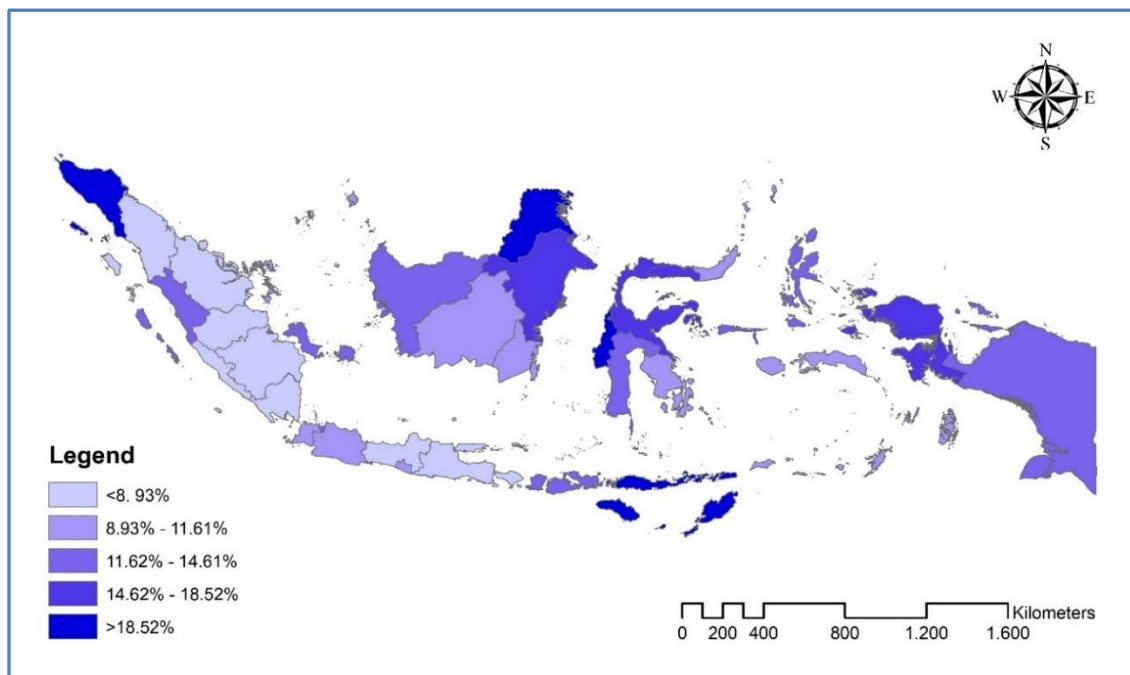 N
W E
S
Legend
<8. 93%
8.93% - 11.61%
11.62% - 14.61%
14.62% - 18.52%
>18.52%
Kilometers
0 200 400 800 1.200 1.600